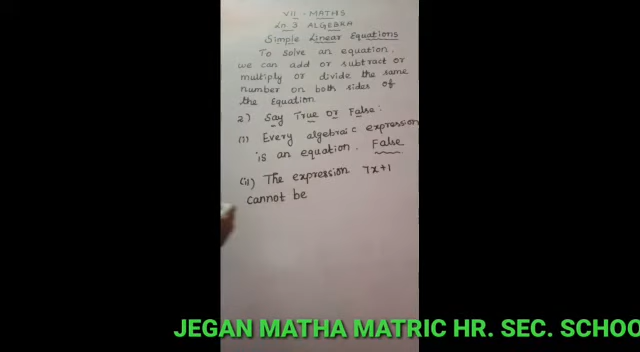 VII - MATHS
Ln 3 ALGEBRA
Simple Linear Equations
To solve an equation.
we can add or subtract or
multiply or divide the same
number on both sides of
the Equation
2) Say True or False:
(i) Every algebraic expression
is an equation. False
(ii) The expression 7x+1
cannot be
JEGAN MATHA MATRIC HR. SEC. SCHOO